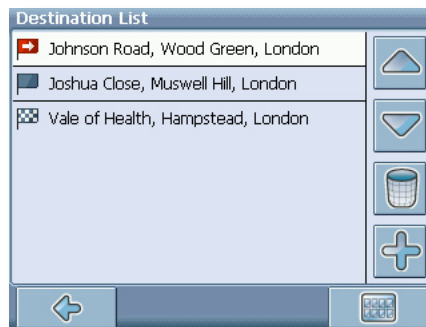 Destination List
Johnson Road, Wood Green, London
Joshua Close, Muswell Hill, London
Vale of Health, Hampstead, London